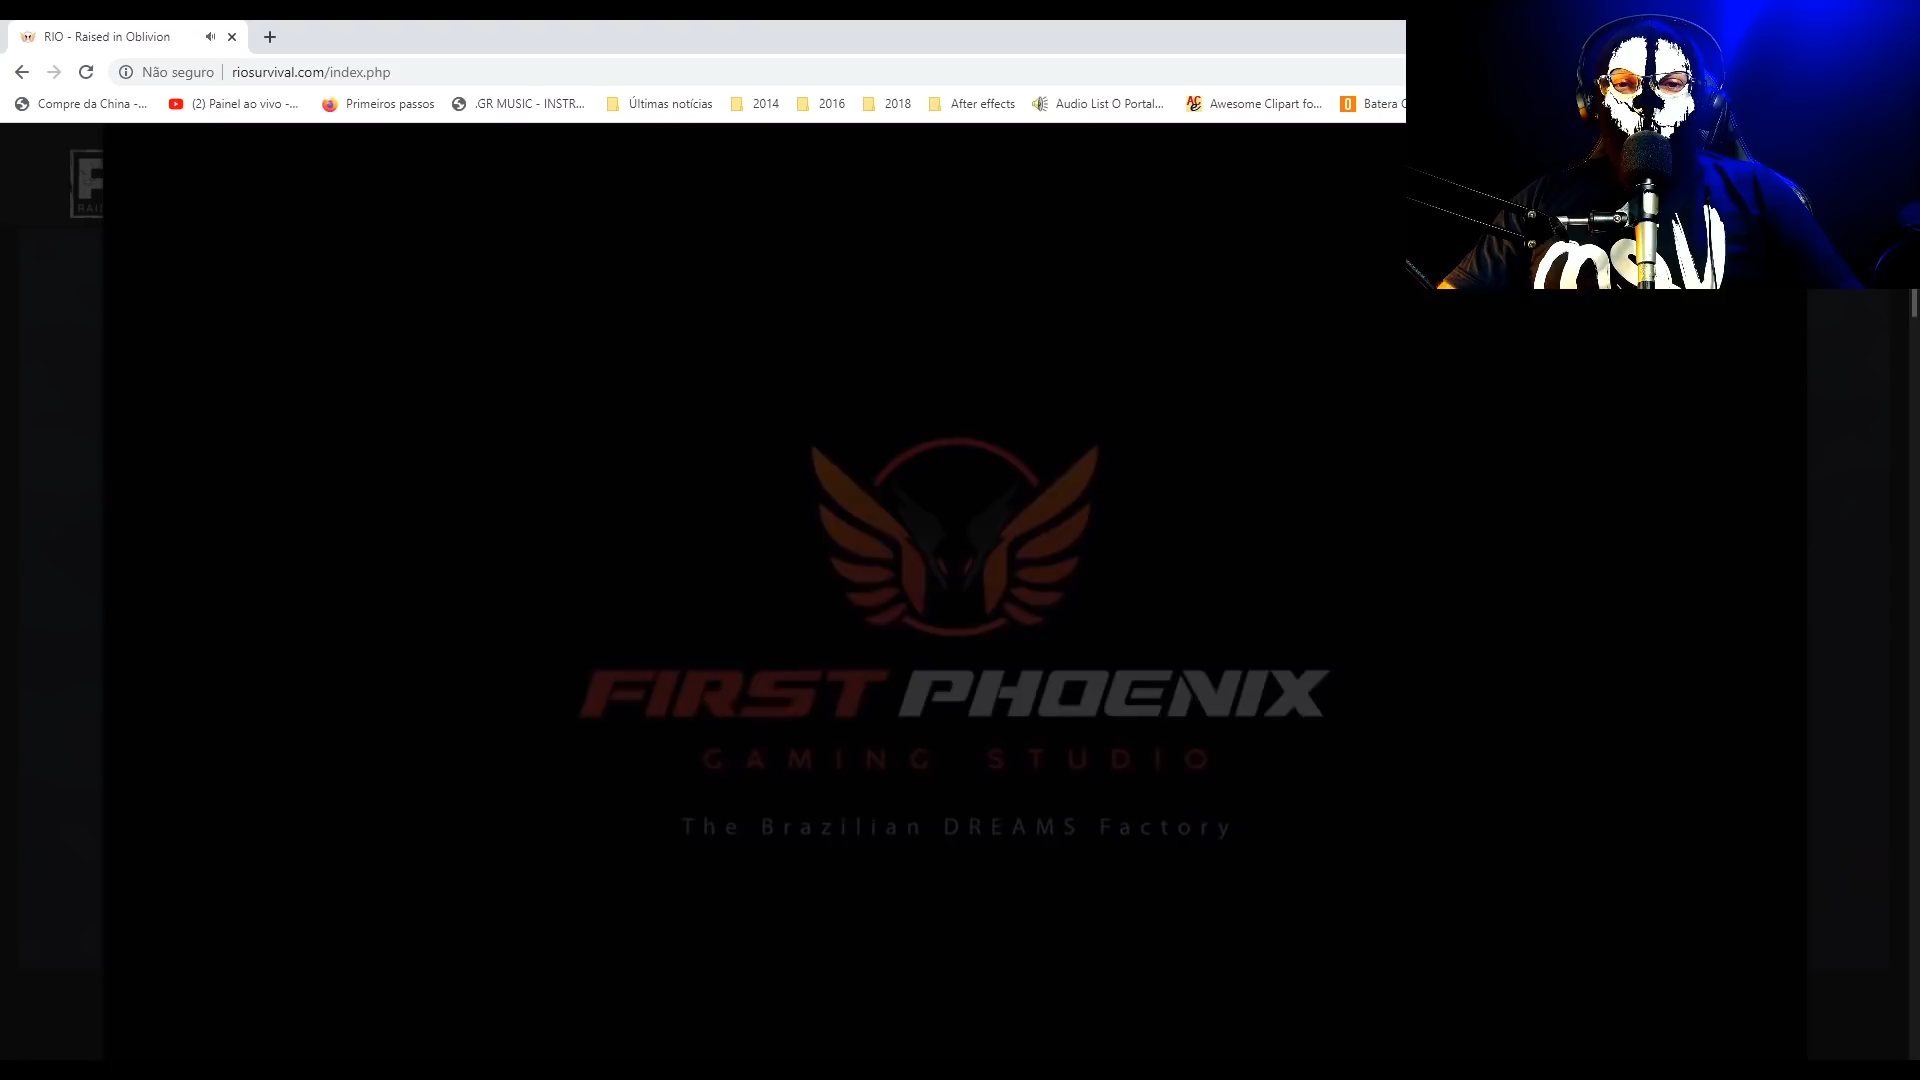 RIO - Raised in Oblivion
Não seguro riosurvival.com/index.php
Compre da China -... (2) Painel ao vivo -... Primeiros passos .GR MUSIC - INSTR... Últimas notícias 2014 2016 2018 After effects Audio List O Portal... Awesome Clipart fo... Batera
FIRST PHOENIX
GAMING STUDIO
The Brazilian DREAMS Factory